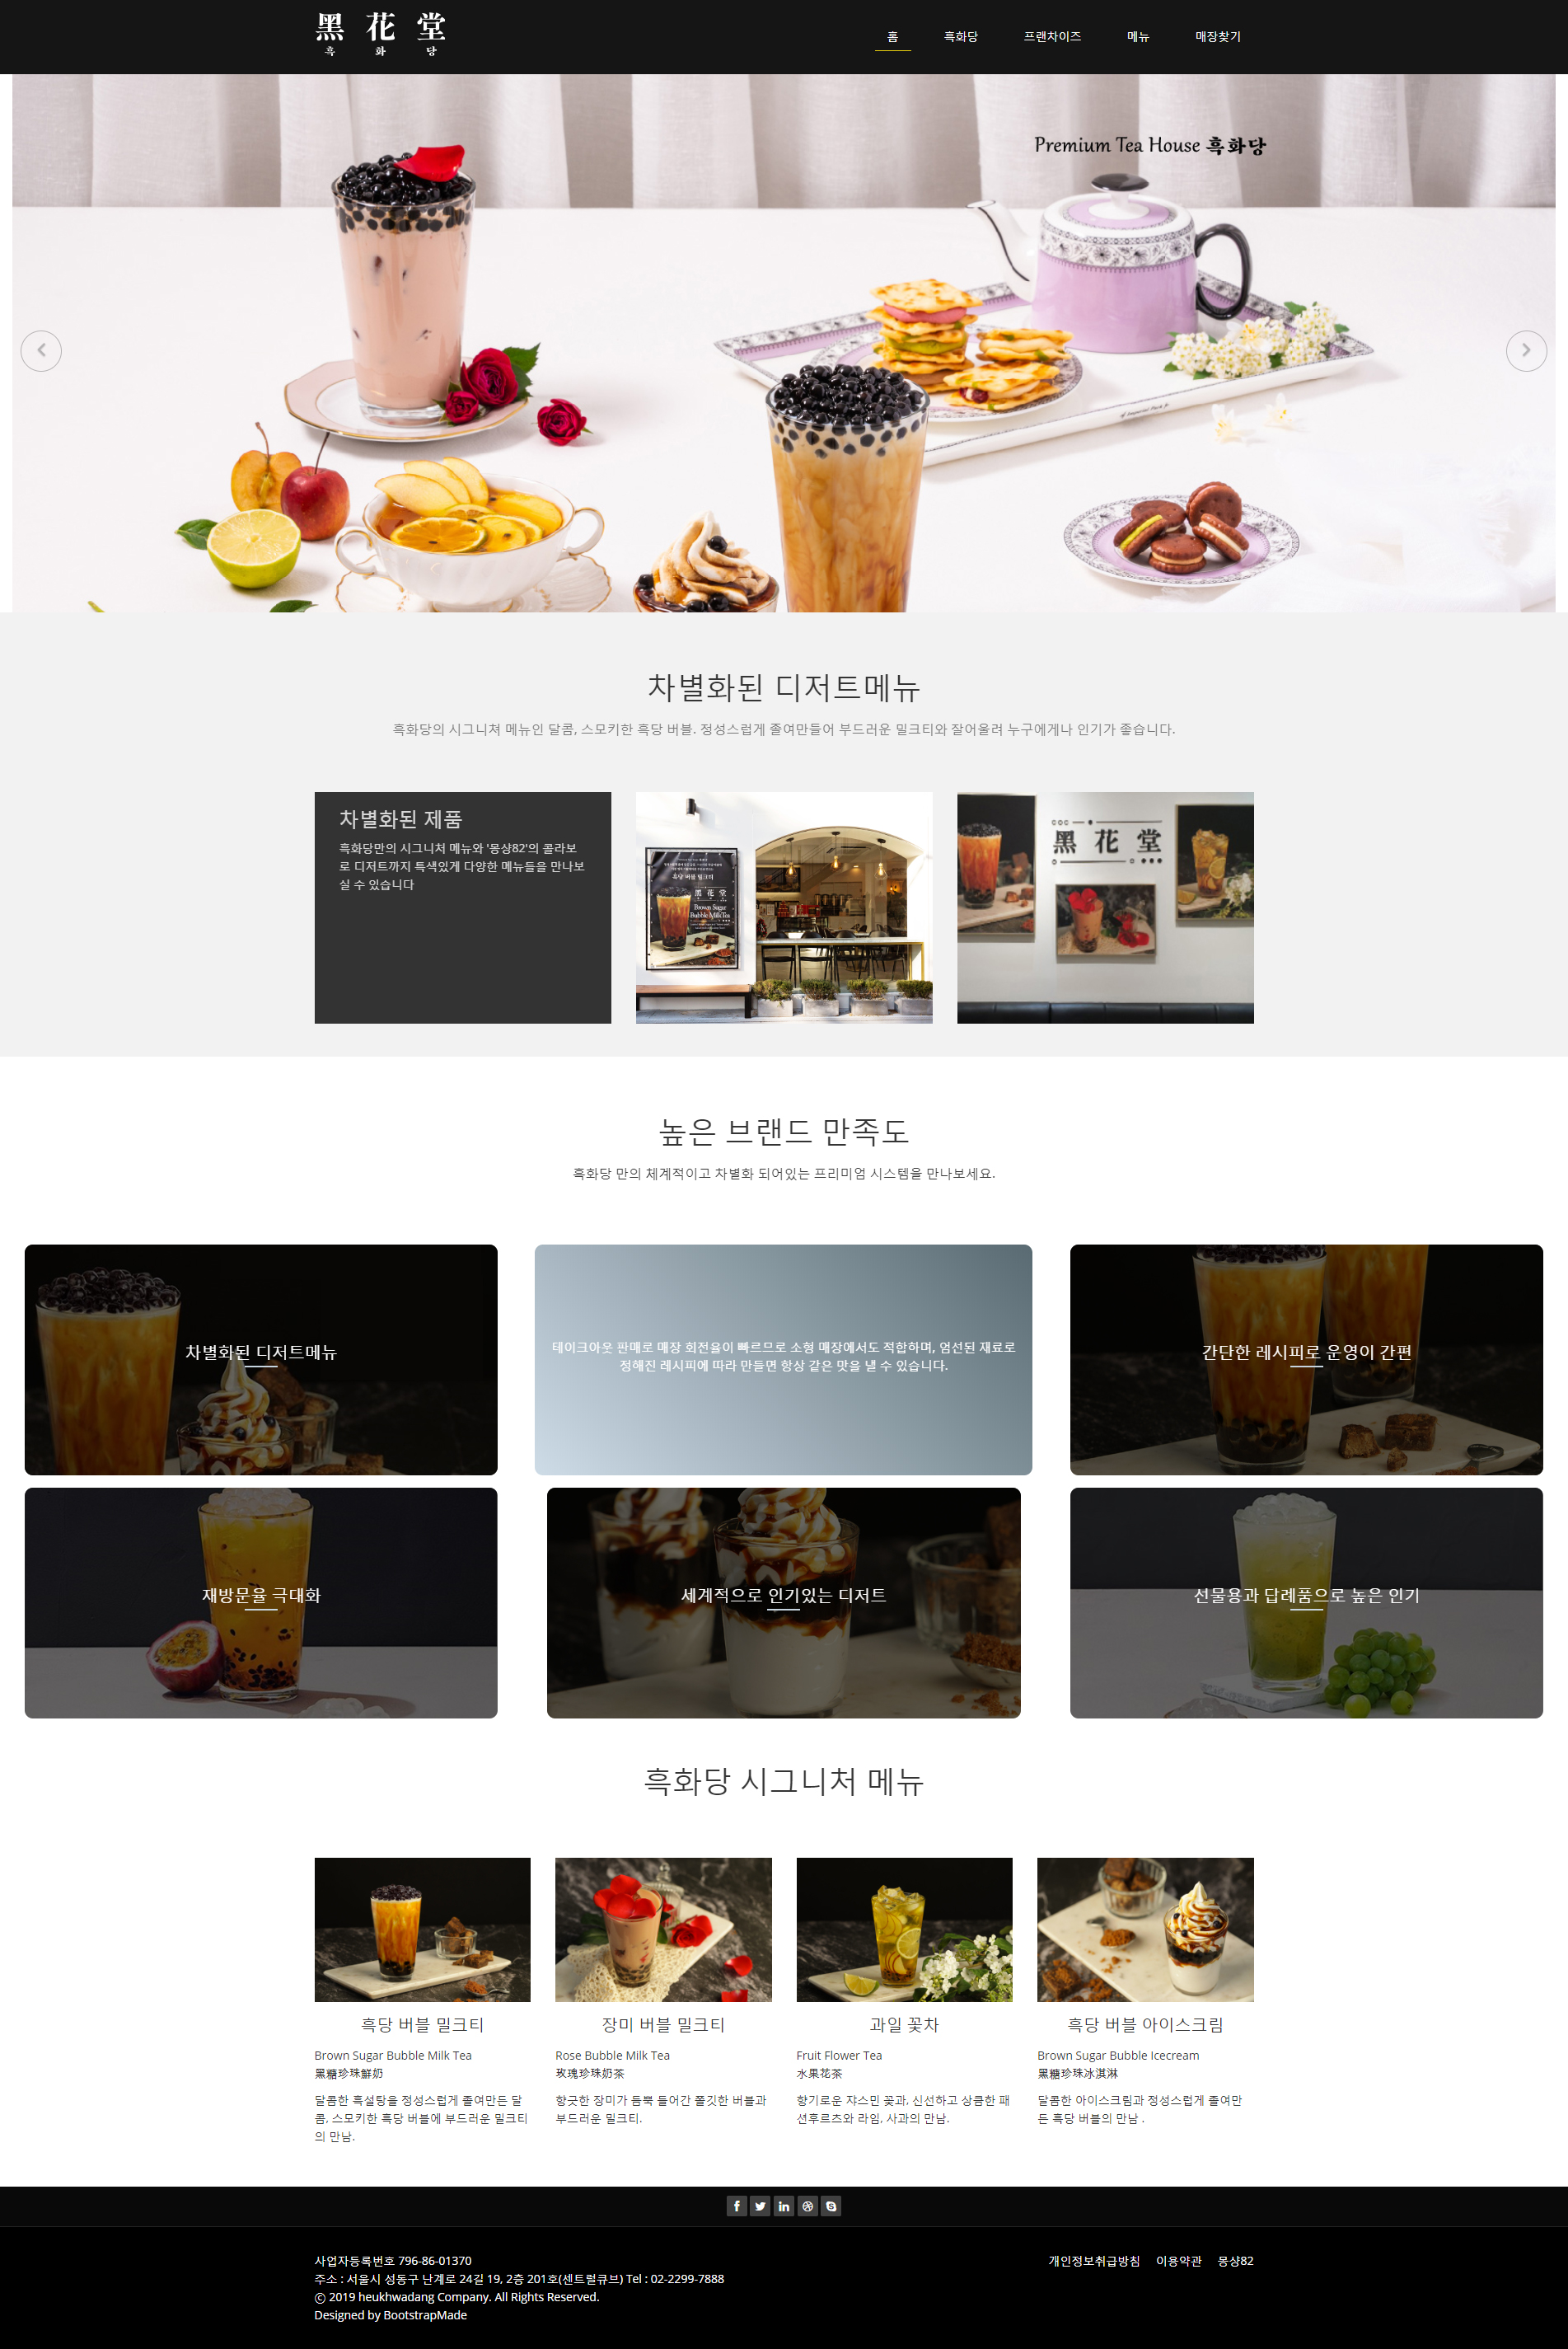 黑 花 堂
흑 화 당
홈 흑화당 프랜차이즈 메뉴 매장찾기
Premium Tea House 흑화당
차별화된 디저트메뉴
흑화당의 시그니쳐 메뉴인 달콤, 스모키한 흑당 버블. 정성스럽게 졸여만들어 부드러운 밀크티와 잘어울려 누구에게나 인기가 좋습니다.
차별화된 제품
흑화당만의 시그니처 메뉴와 '몽샹82'의 콜라보
로 디저트까지 특색있게 다양한 메뉴들을 만나보
실 수 있습니다
흑당 버블 밀크티
黑 花 堂
Brown Sugar
Bubble MilkTea
黑 花 堂
높은 브랜드 만족도
흑화당 만의 체계적이고 차별화 되어있는 프리미엄 시스템을 만나보세요.
차별화된 디저트메뉴
테이크아웃 판매로 매장 회전율이 빠르므로 소형 매장에서도 적합하며, 엄선된 재료로
정해진 레시피에 따라 만들면 항상 같은 맛을 낼 수 있습니다.
간단한 레시피로 운영이 간편
재방문율 극대화
세계적으로 인기있는 디저트
선물용과 답례품으로 높은 인기
흑화당 시그니처 메뉴
흑당 버블 밀크티
Brown Sugar Bubble Milk Tea
黑糖珍珠鮮奶
달콤한 흑설탕을 정성스럽게 졸여만든 달
콤, 스모키한 흑당 버블에 부드러운 밀크티
의 만남.
장미 버블 밀크티
Rose Bubble Milk Tea
玫瑰珍珠奶茶
향긋한 장미가 듬뿍 들어간 쫄깃한 버블과
부드러운 밀크티.
과일 꽃차
Fruit Flower Tea
水果花茶
향기로운 쟈스민 꽃과, 신선하고 상큼한 패
션후르츠와 라임, 사과의 만남.
흑당 버블 아이스크림
Brown Sugar Bubble Icecream
黑糖珍珠冰淇淋
달콤한 아이스크림과 정성스럽게 졸여만
든 흑당 버블의 만남 .
사업자등록번호 796-86-01370
주소 : 서울시 성동구 난계로 24길 19, 2층 201호(센트럴큐브) Tel : 02-2299-7888
© 2019 heukhwadang Company. All Rights Reserved.
Designed by BootstrapMade
개인정보취급방침 이용약관 몽샹82